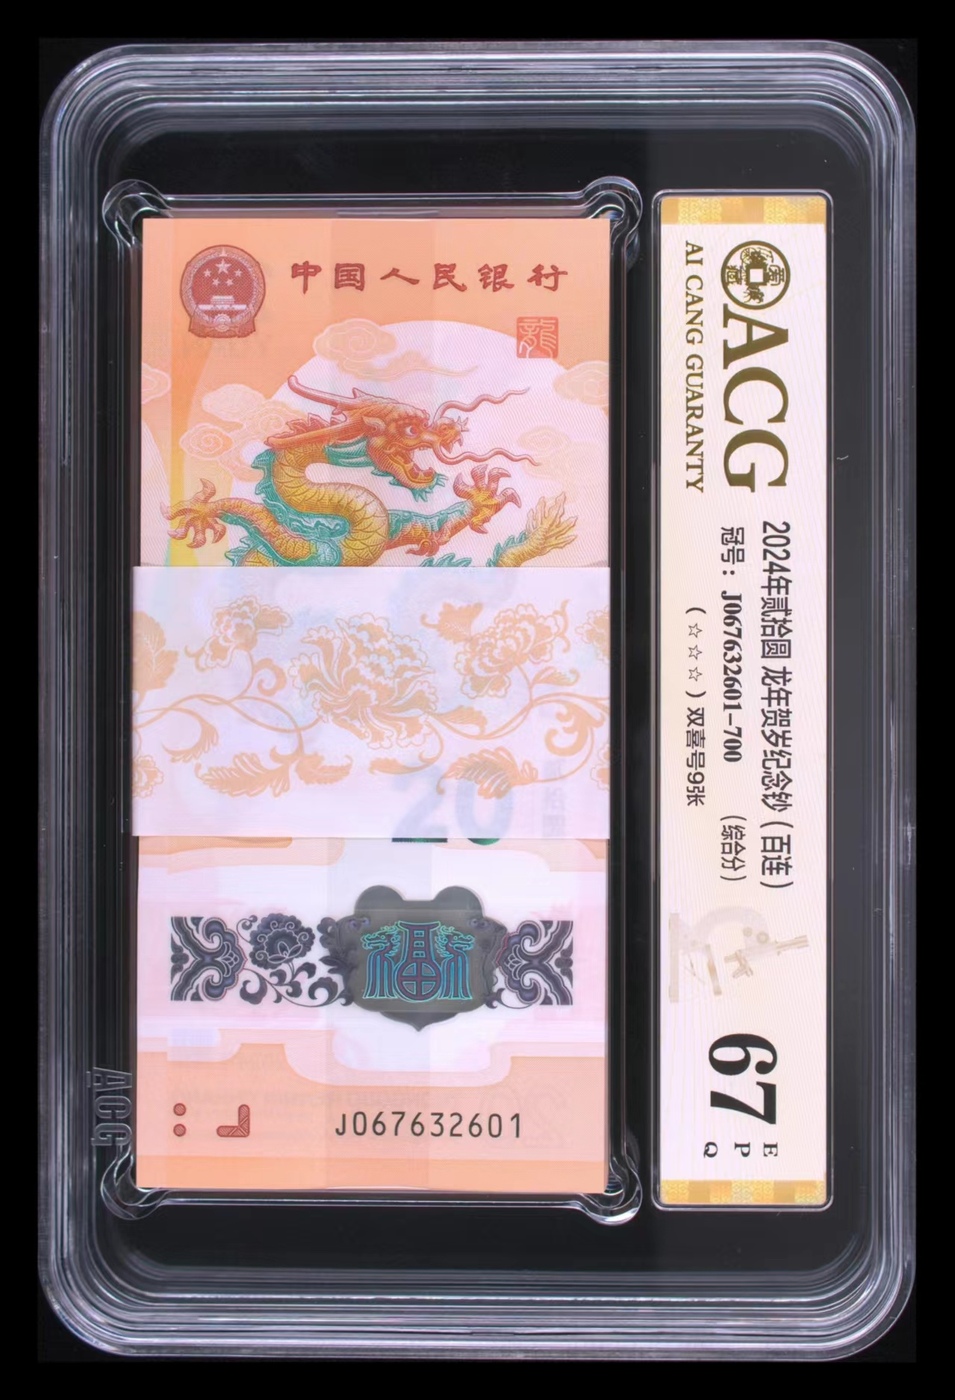 中国人民银行
龍
20
J067632601
ACG
AI CANG GUARANTY
2024年贰拾圆 龙年贺岁纪念钞（百连）
冠号：J067632601-700 （综合分）
（☆☆☆）双喜号9张
67
E
P
Q
ACG